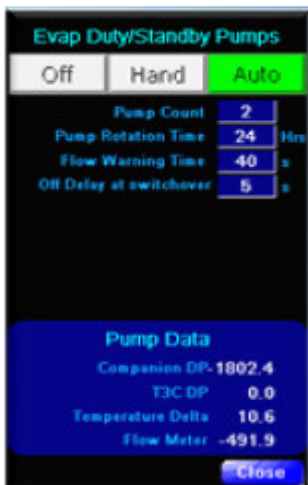 Evap Duty/Standby Pumps
Off Hand Auto
Pump Count 2
Pump Rotation Time 24 Hrs
Flow Warning Time 40 s
Off Delay at switchover 5 s
Pump Data
Companion DP -1802.4
T3C DP 0.0
Temperature Delta 10.6
Flow Meter -491.9
Close